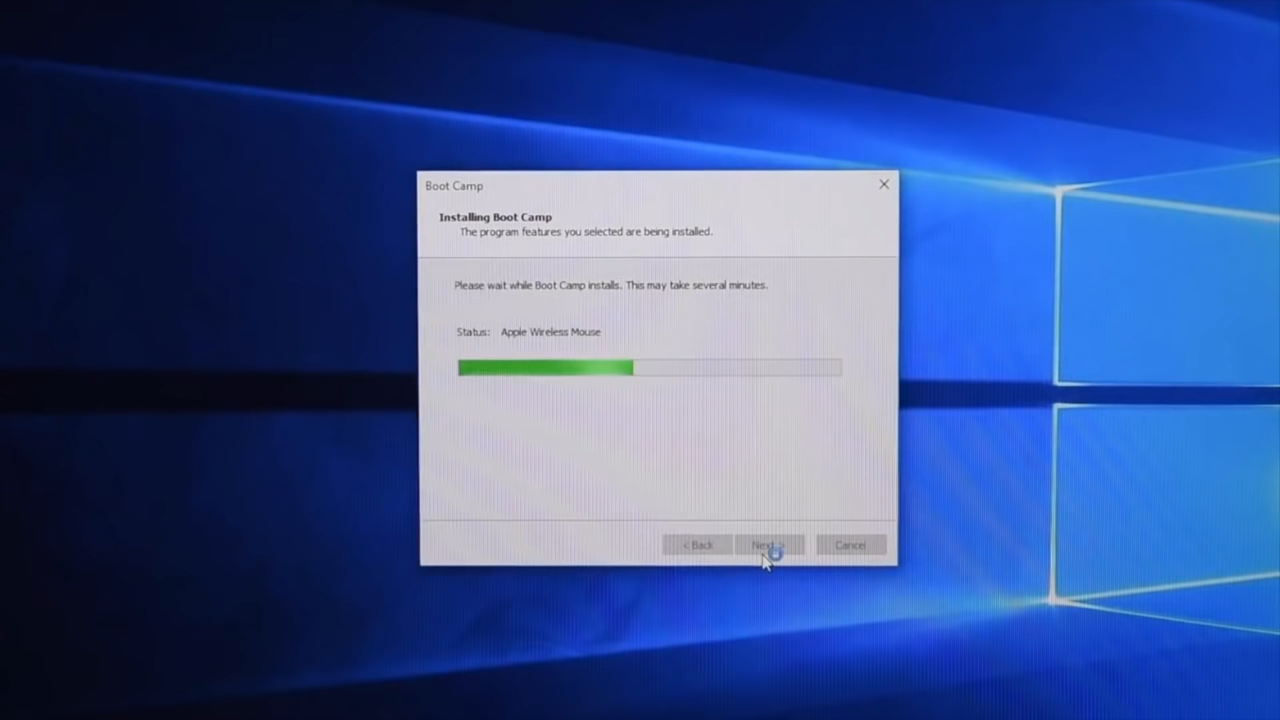 Boot Camp
Installing Boot Camp
The program features you selected are being installed.
Please wait while Boot Camp installs. This may take several minutes.
Status: Apple Wireless Mouse
< Back Next > Cancel